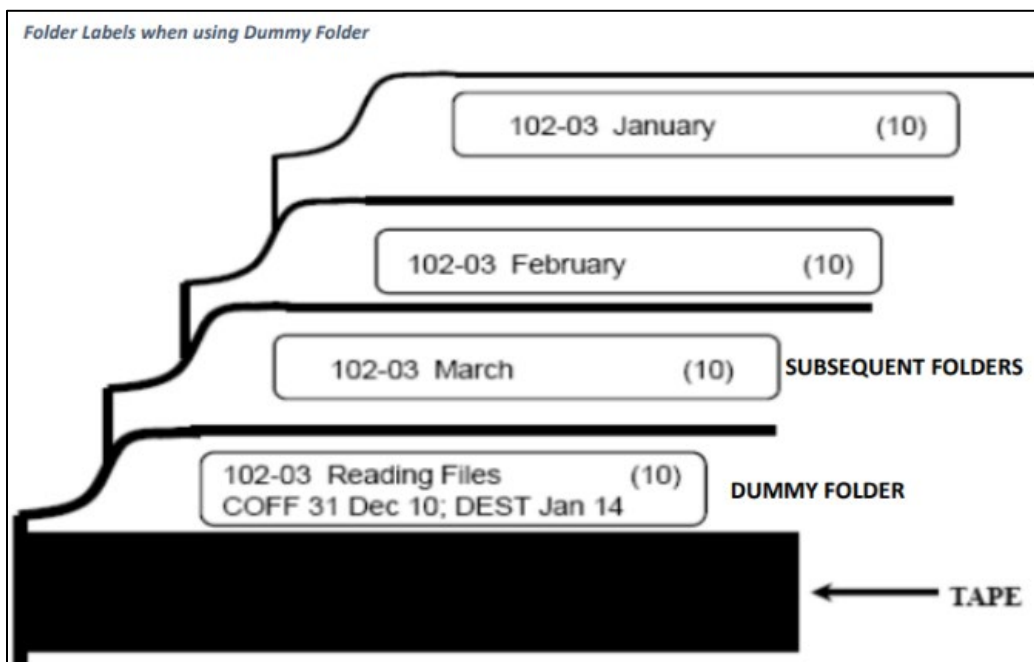 Folder Labels when using Dummy Folder
102-03 January (10)
102-03 February (10)
102-03 March (10)
SUBSEQUENT FOLDERS
102-03 Reading Files (10)
COFF 31 Dec 10; DEST Jan 14
DUMMY FOLDER
TAPE